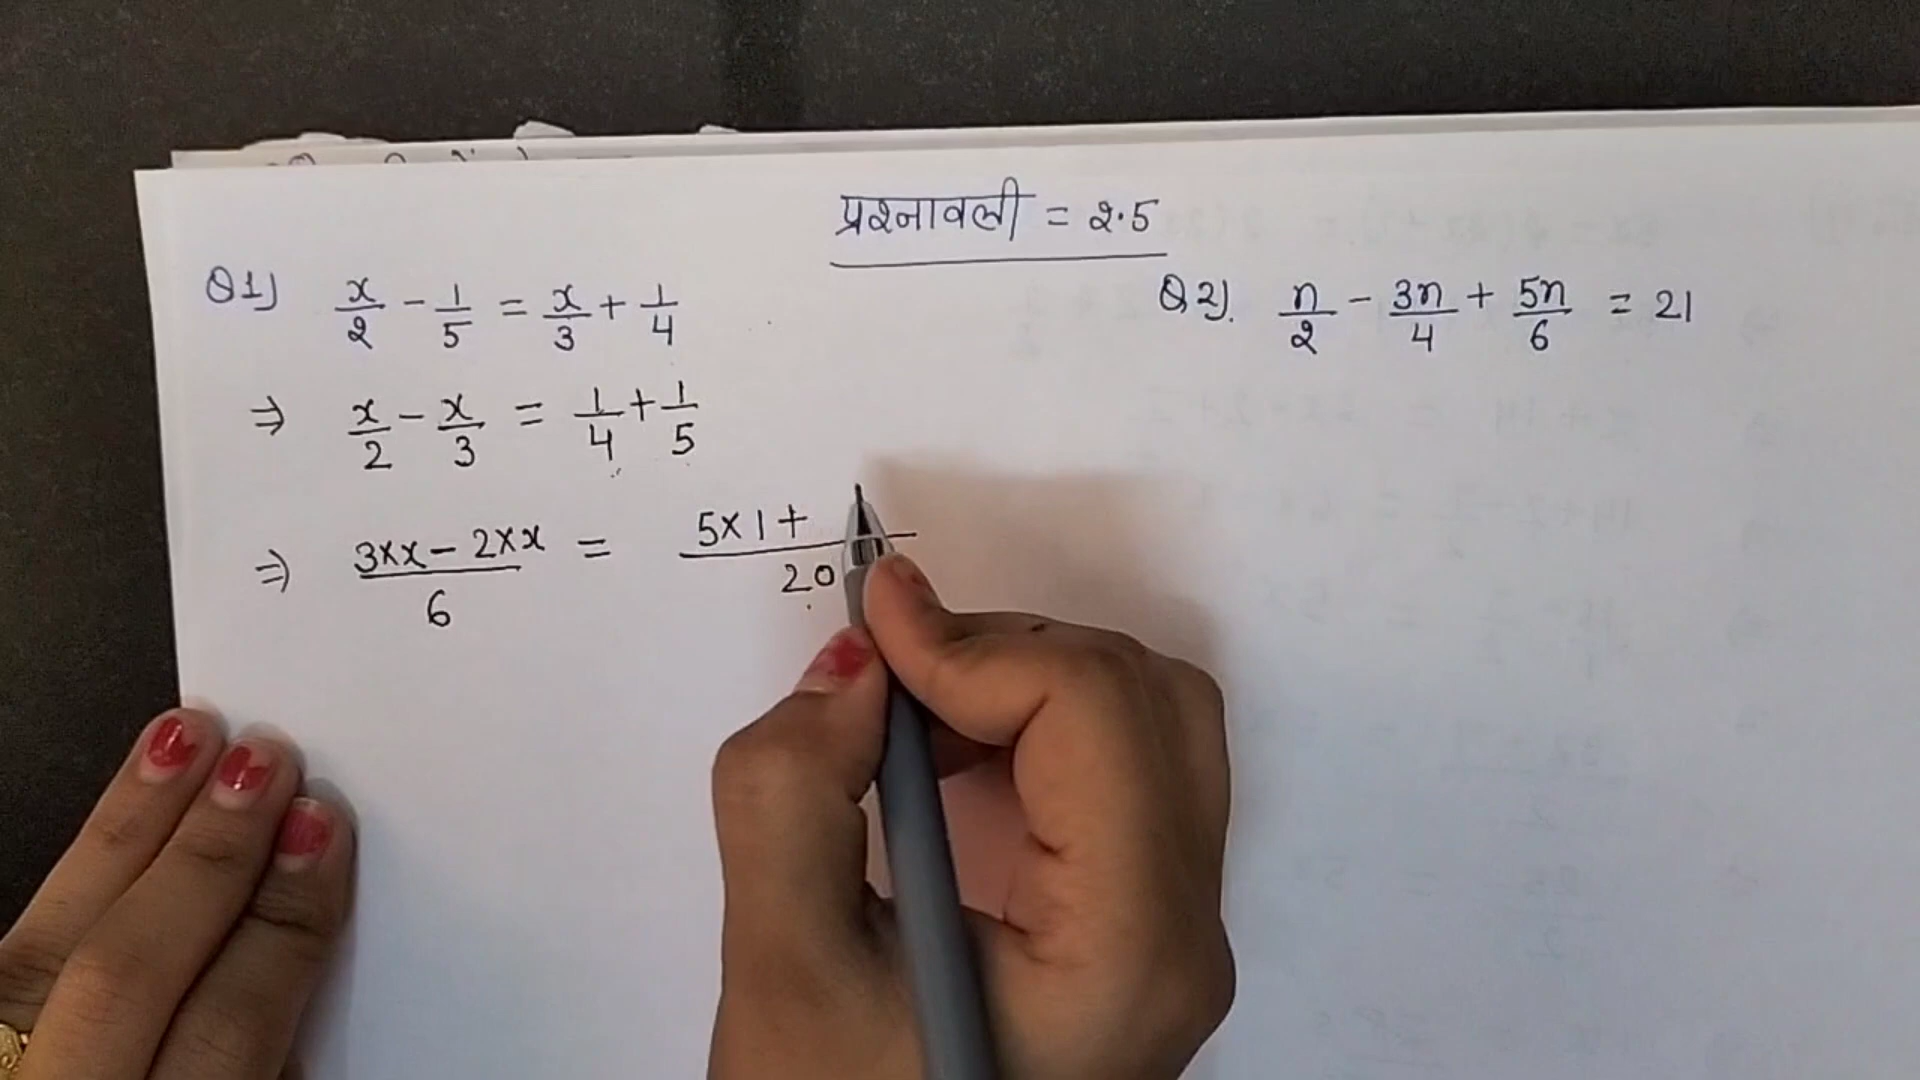 प्रश्नावली = 2.5
Q1) x/2 - 1/5 = x/3 + 1/4
⇒ x/2 - x/3 = 1/4 + 1/5
⇒ (3×x - 2×x)/6 = (5×1 +)/20
Q2). n/2 - 3n/4 + 5n/6 = 21